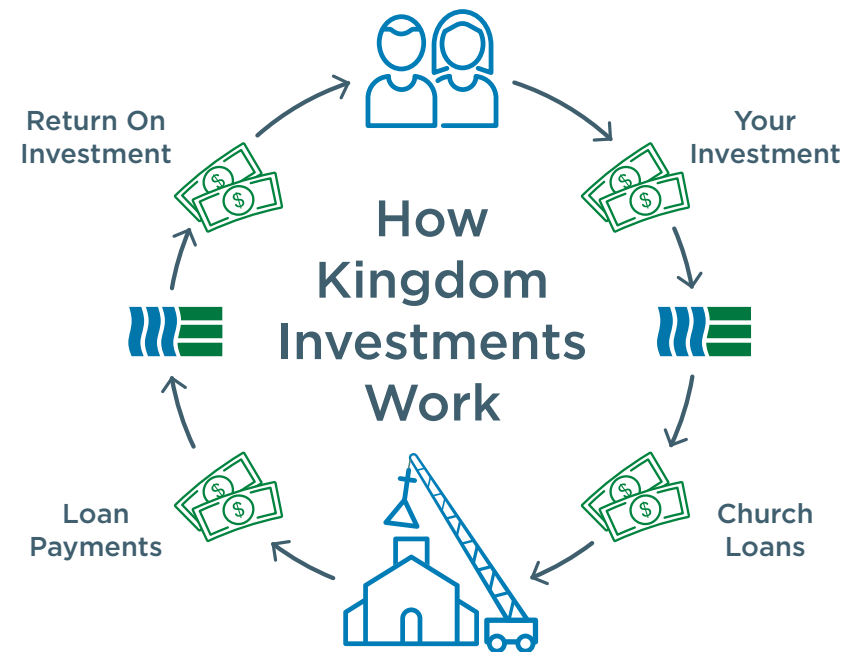 Return On
Investment
Your
Investment
How
Kingdom
Investments
Work
Loan
Payments
Church
Loans
$
$
$
$
$
$
$
$